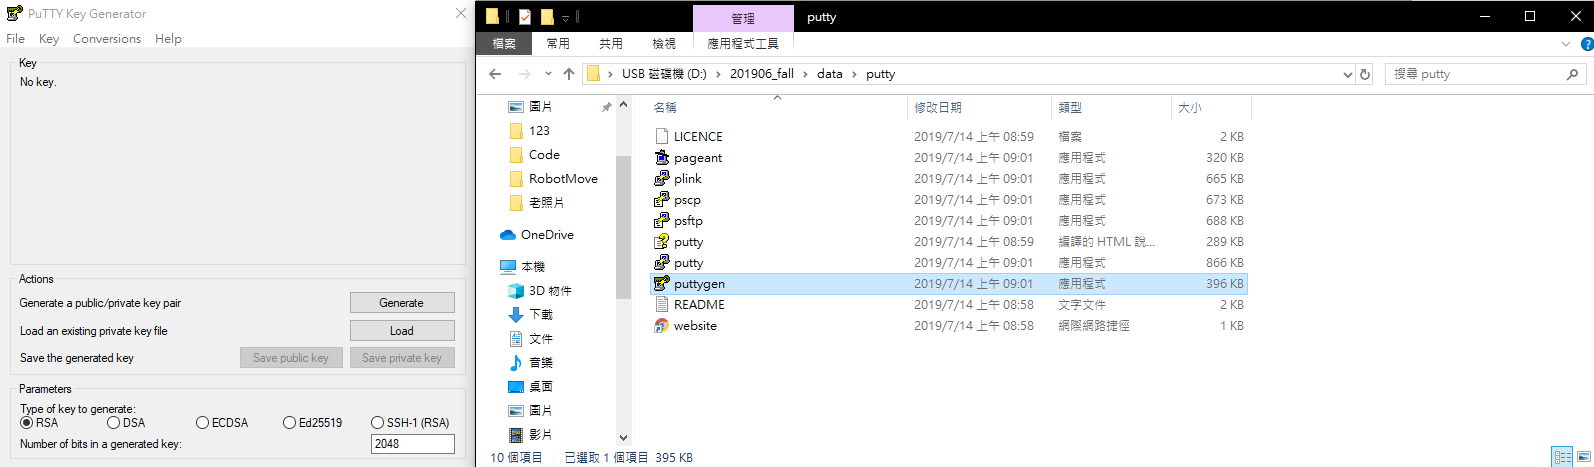 PuTTY Key Generator
File Key Conversions Help
Key
No key.
Actions
Generate a public/private key pair Generate
Load an existing private key file Load
Save the generated key Save public key Save private key
Parameters
Type of key to generate:
RSA DSA ECDSA Ed25519 SSH-1 (RSA)
Number of bits in a generated key: 2048
管理 putty
檔案 常用 共用 檢視 應用程式工具
USB 磁碟機 (D:) 201906_fall data putty 搜尋 putty
圖片
123
Code
RobotMove
老照片
OneDrive
本機
3D 物件
下載
文件
音樂
桌面
圖片
影片
名稱 修改日期 類型 大小
LICENCE 2019/7/14 上午 08:59 檔案 2 KB
pageant 2019/7/14 上午 09:01 應用程式 320 KB
plink 2019/7/14 上午 09:01 應用程式 665 KB
pscp 2019/7/14 上午 09:01 應用程式 673 KB
psftp 2019/7/14 上午 09:01 應用程式 688 KB
putty 2019/7/14 上午 08:59 編譯的 HTML 說... 289 KB
putty 2019/7/14 上午 09:01 應用程式 866 KB
puttygen 2019/7/14 上午 09:01 應用程式 396 KB
README 2019/7/14 上午 08:58 文字文件 2 KB
website 2019/7/14 上午 08:58 網際網路捷徑 1 KB
10 個項目 已選取 1 個項目 395 KB